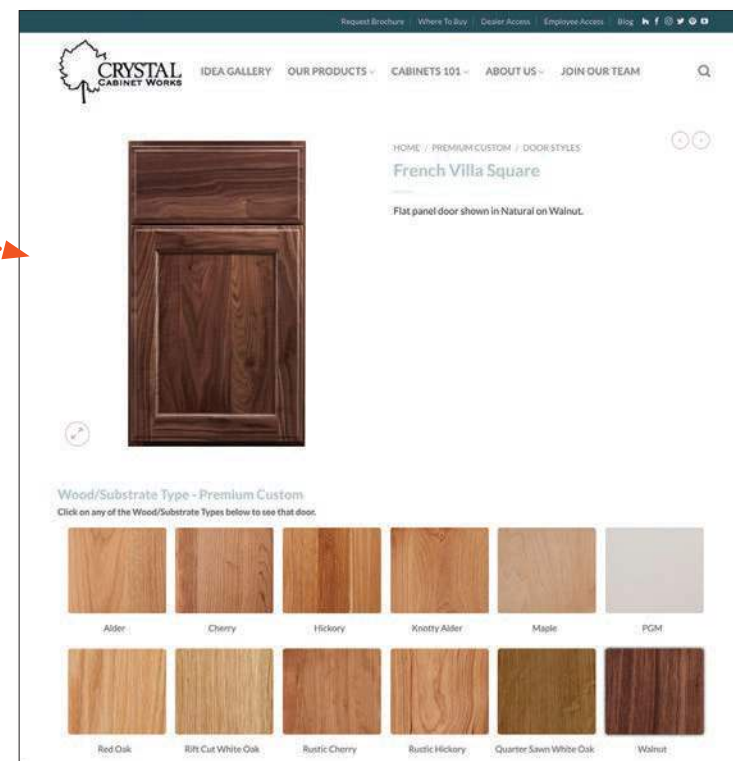 Request Brochure Where To Buy Dealer Access Employee Access Blog
CRYSTAL
CABINET WORKS
IDEA GALLERY OUR PRODUCTS CABINETS 101 ABOUT US JOIN OUR TEAM
HOME / PREMIUM CUSTOM / DOOR STYLES
French Villa Square
Flat panel door shown in Natural on Walnut.
Wood/Substrate Type - Premium Custom
Click on any of the Wood/Substrate Types below to see that door.
Alder Cherry Hickory Knotty Alder Maple PGM
Red Oak Rift Cut White Oak Rustic Cherry Rustic Hickory Quarter Sawn White Oak Walnut